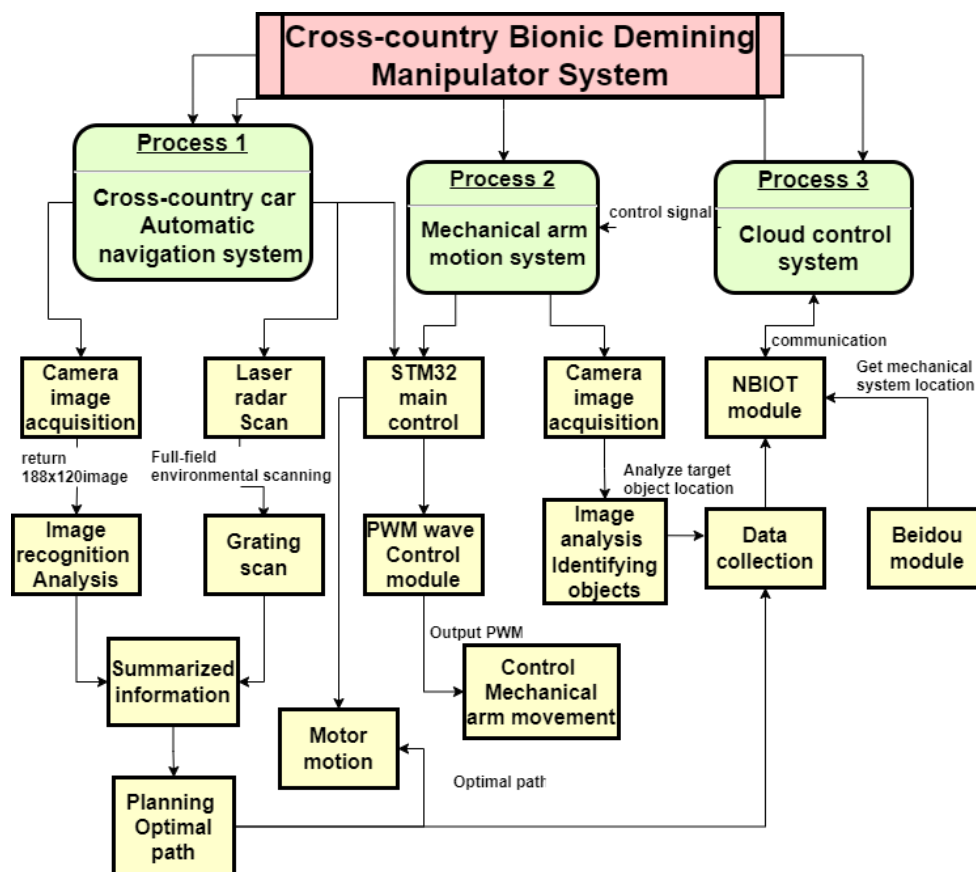 Cross-country Bionic Demining
Manipulator System
Process 1
Cross-country car
Automatic
navigation system
Process 2
Mechanical arm
motion system
control signal
Process 3
Cloud control
system
Camera
image
acquisition
Laser
radar
Scan
STM32
main
control
Camera
image
acquisition
communication
NBIOT
module
Get mechanical
system location
return
188x120image
Full-field
environmental scanning
Analyze target
object location
Image
recognition
Analysis
Grating
scan
PWM wave
Control
module
Image
analysis
Identifying
objects
Data
collection
Beidou
module
Summarized
information
Output PWM
Control
Mechanical
arm movement
Motor
motion
Optimal path
Planning
Optimal
path